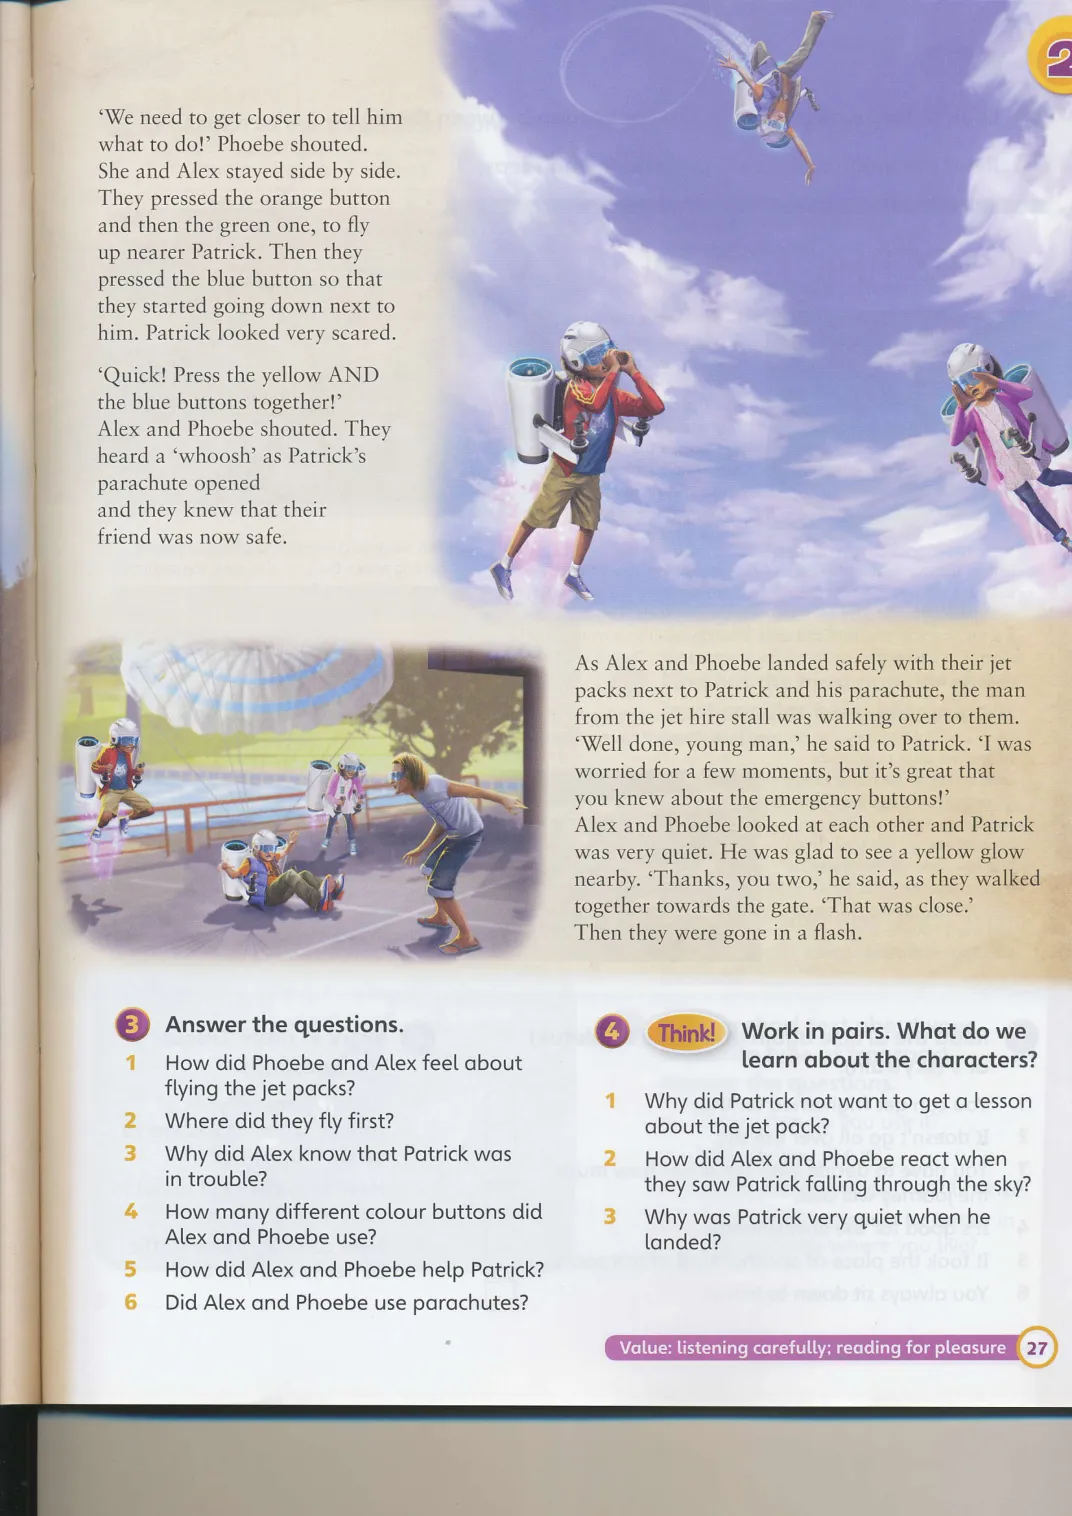 2
‘We need to get closer to tell him
what to do!’ Phoebe shouted.
She and Alex stayed side by side.
They pressed the orange button
and then the green one, to fly
up nearer Patrick. Then they
pressed the blue button so that
they started going down next to
him. Patrick looked very scared.
‘Quick! Press the yellow AND
the blue buttons together!’
Alex and Phoebe shouted. They
heard a ‘whoosh’ as Patrick’s
parachute opened
and they knew that their
friend was now safe.
As Alex and Phoebe landed safely with their jet
packs next to Patrick and his parachute, the man
from the jet hire stall was walking over to them.
‘Well done, young man,’ he said to Patrick. ‘I was
worried for a few moments, but it’s great that
you knew about the emergency buttons!’
Alex and Phoebe looked at each other and Patrick
was very quiet. He was glad to see a yellow glow
nearby. ‘Thanks, you two,’ he said, as they walked
together towards the gate. ‘That was close.’
Then they were gone in a flash.
3 Answer the questions.
1 How did Phoebe and Alex feel about
flying the jet packs?
2 Where did they fly first?
3 Why did Alex know that Patrick was
in trouble?
4 How many different colour buttons did
Alex and Phoebe use?
5 How did Alex and Phoebe help Patrick?
6 Did Alex and Phoebe use parachutes?
4 Think! Work in pairs. What do we
learn about the characters?
1 Why did Patrick not want to get a lesson
about the jet pack?
2 How did Alex and Phoebe react when
they saw Patrick falling through the sky?
3 Why was Patrick very quiet when he
landed?
Value: listening carefully; reading for pleasure 27